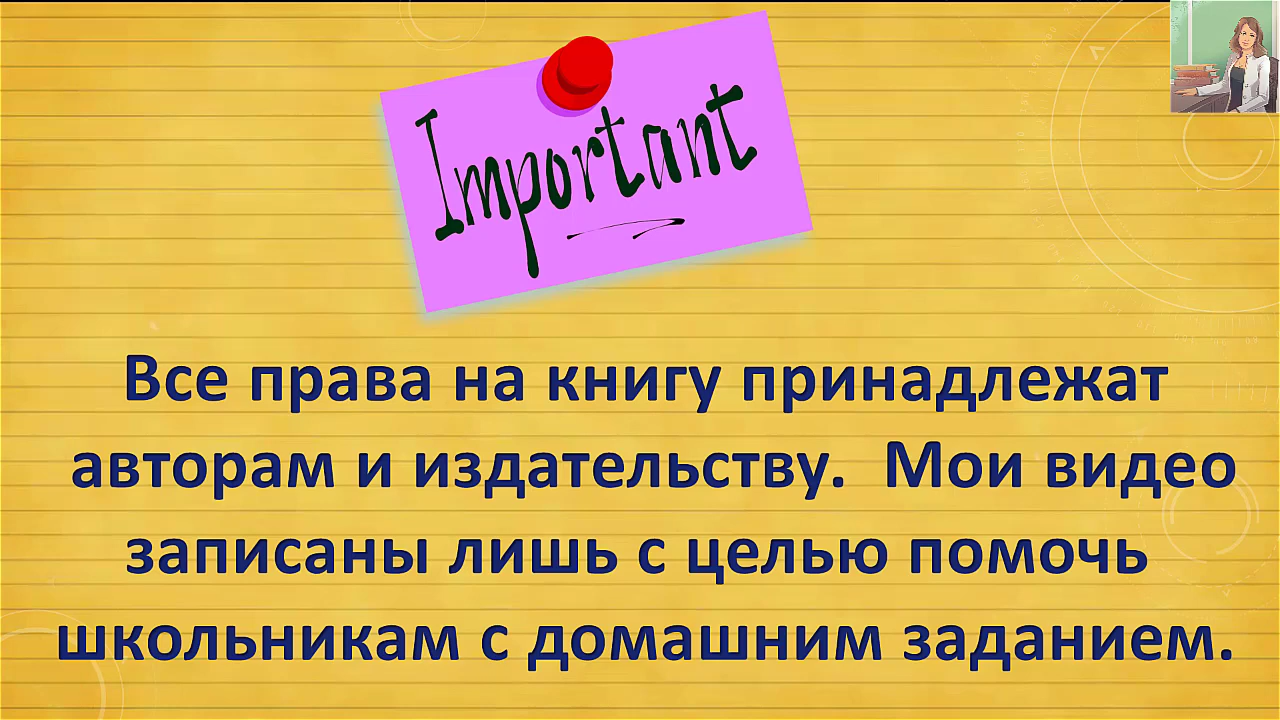 Important
Все права на книгу принадлежат
авторам и издательству. Мои видео
записаны лишь с целью помочь
школьникам с домашним заданием.